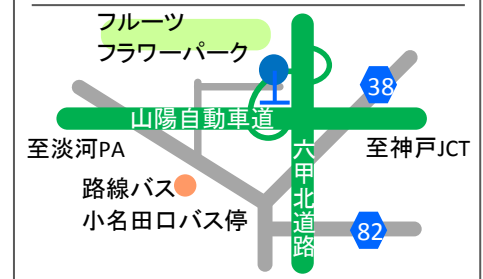 フルーツ
フラワーパーク
38
山陽自動車道
至淡河PA
六甲北道路
至神戸JCT
路線バス
小名田口バス停
82